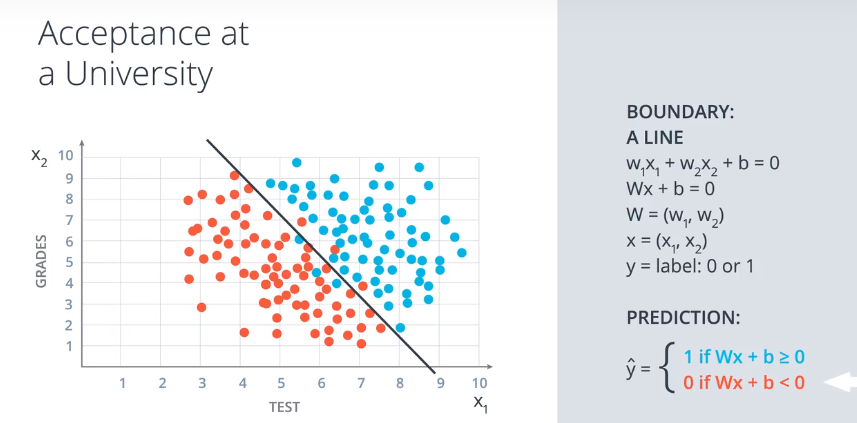 Acceptance at
a University
X₂
10
9
8
7
6
5
4
3
2
1
GRADES
1 2 3 4 5 6 7 8 9 10
TEST
X₁
BOUNDARY:
A LINE
w₁x₁ + w₂x₂ + b = 0
Wx + b = 0
W = (w₁, w₂)
x = (x₁, x₂)
y = label: 0 or 1
PREDICTION:
ŷ = {
1 if Wx + b ≥ 0
0 if Wx + b < 0